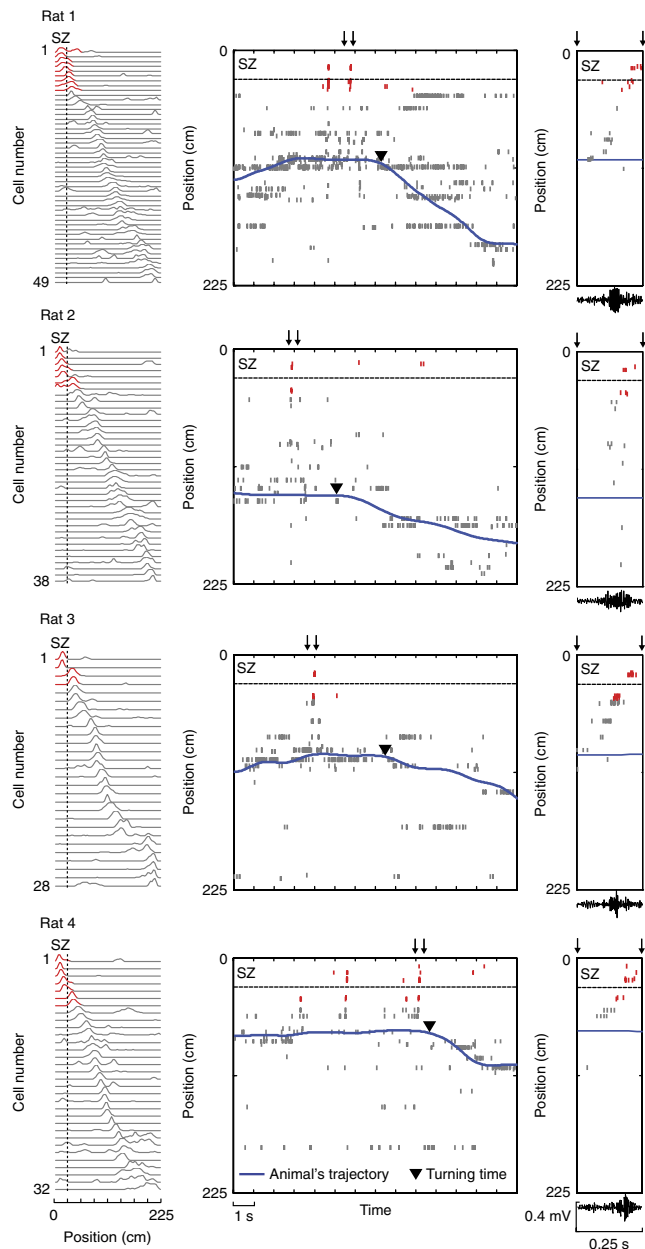 Rat 1
SZ
1
Cell number
49
0
SZ
Position (cm)
225
0
SZ
Position (cm)
225
Rat 2
SZ
1
Cell number
38
0
SZ
Position (cm)
225
0
SZ
Position (cm)
225
Rat 3
SZ
1
Cell number
28
0
SZ
Position (cm)
225
0
SZ
Position (cm)
225
Rat 4
SZ
1
Cell number
32
0 225
Position (cm)
0
SZ
Position (cm)
225
Animal's trajectory Turning time
1 s Time
0
SZ
Position (cm)
225
0.4 mV
0.25 s